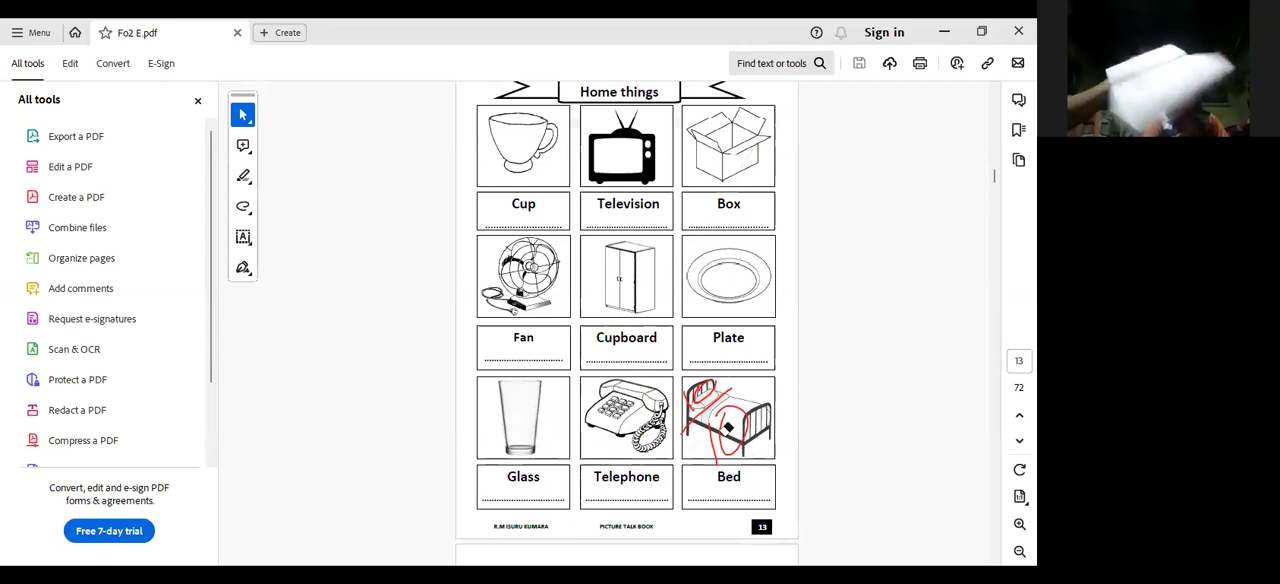 Menu
Fo2 E.pdf
Create
Sign in
All tools
Edit
Convert
E-Sign
Find text or tools
All tools
Export a PDF
Edit a PDF
Create a PDF
Combine files
Organize pages
Add comments
Request e-signatures
Scan & OCR
Protect a PDF
Redact a PDF
Compress a PDF
Convert, edit and e-sign PDF
forms & agreements.
Free 7-day trial
Home things
Cup Television Box
Fan Cupboard Plate
Glass Telephone Bed
R.M ISURU KUMARA PICTURE TALK BOOK 13
13
72